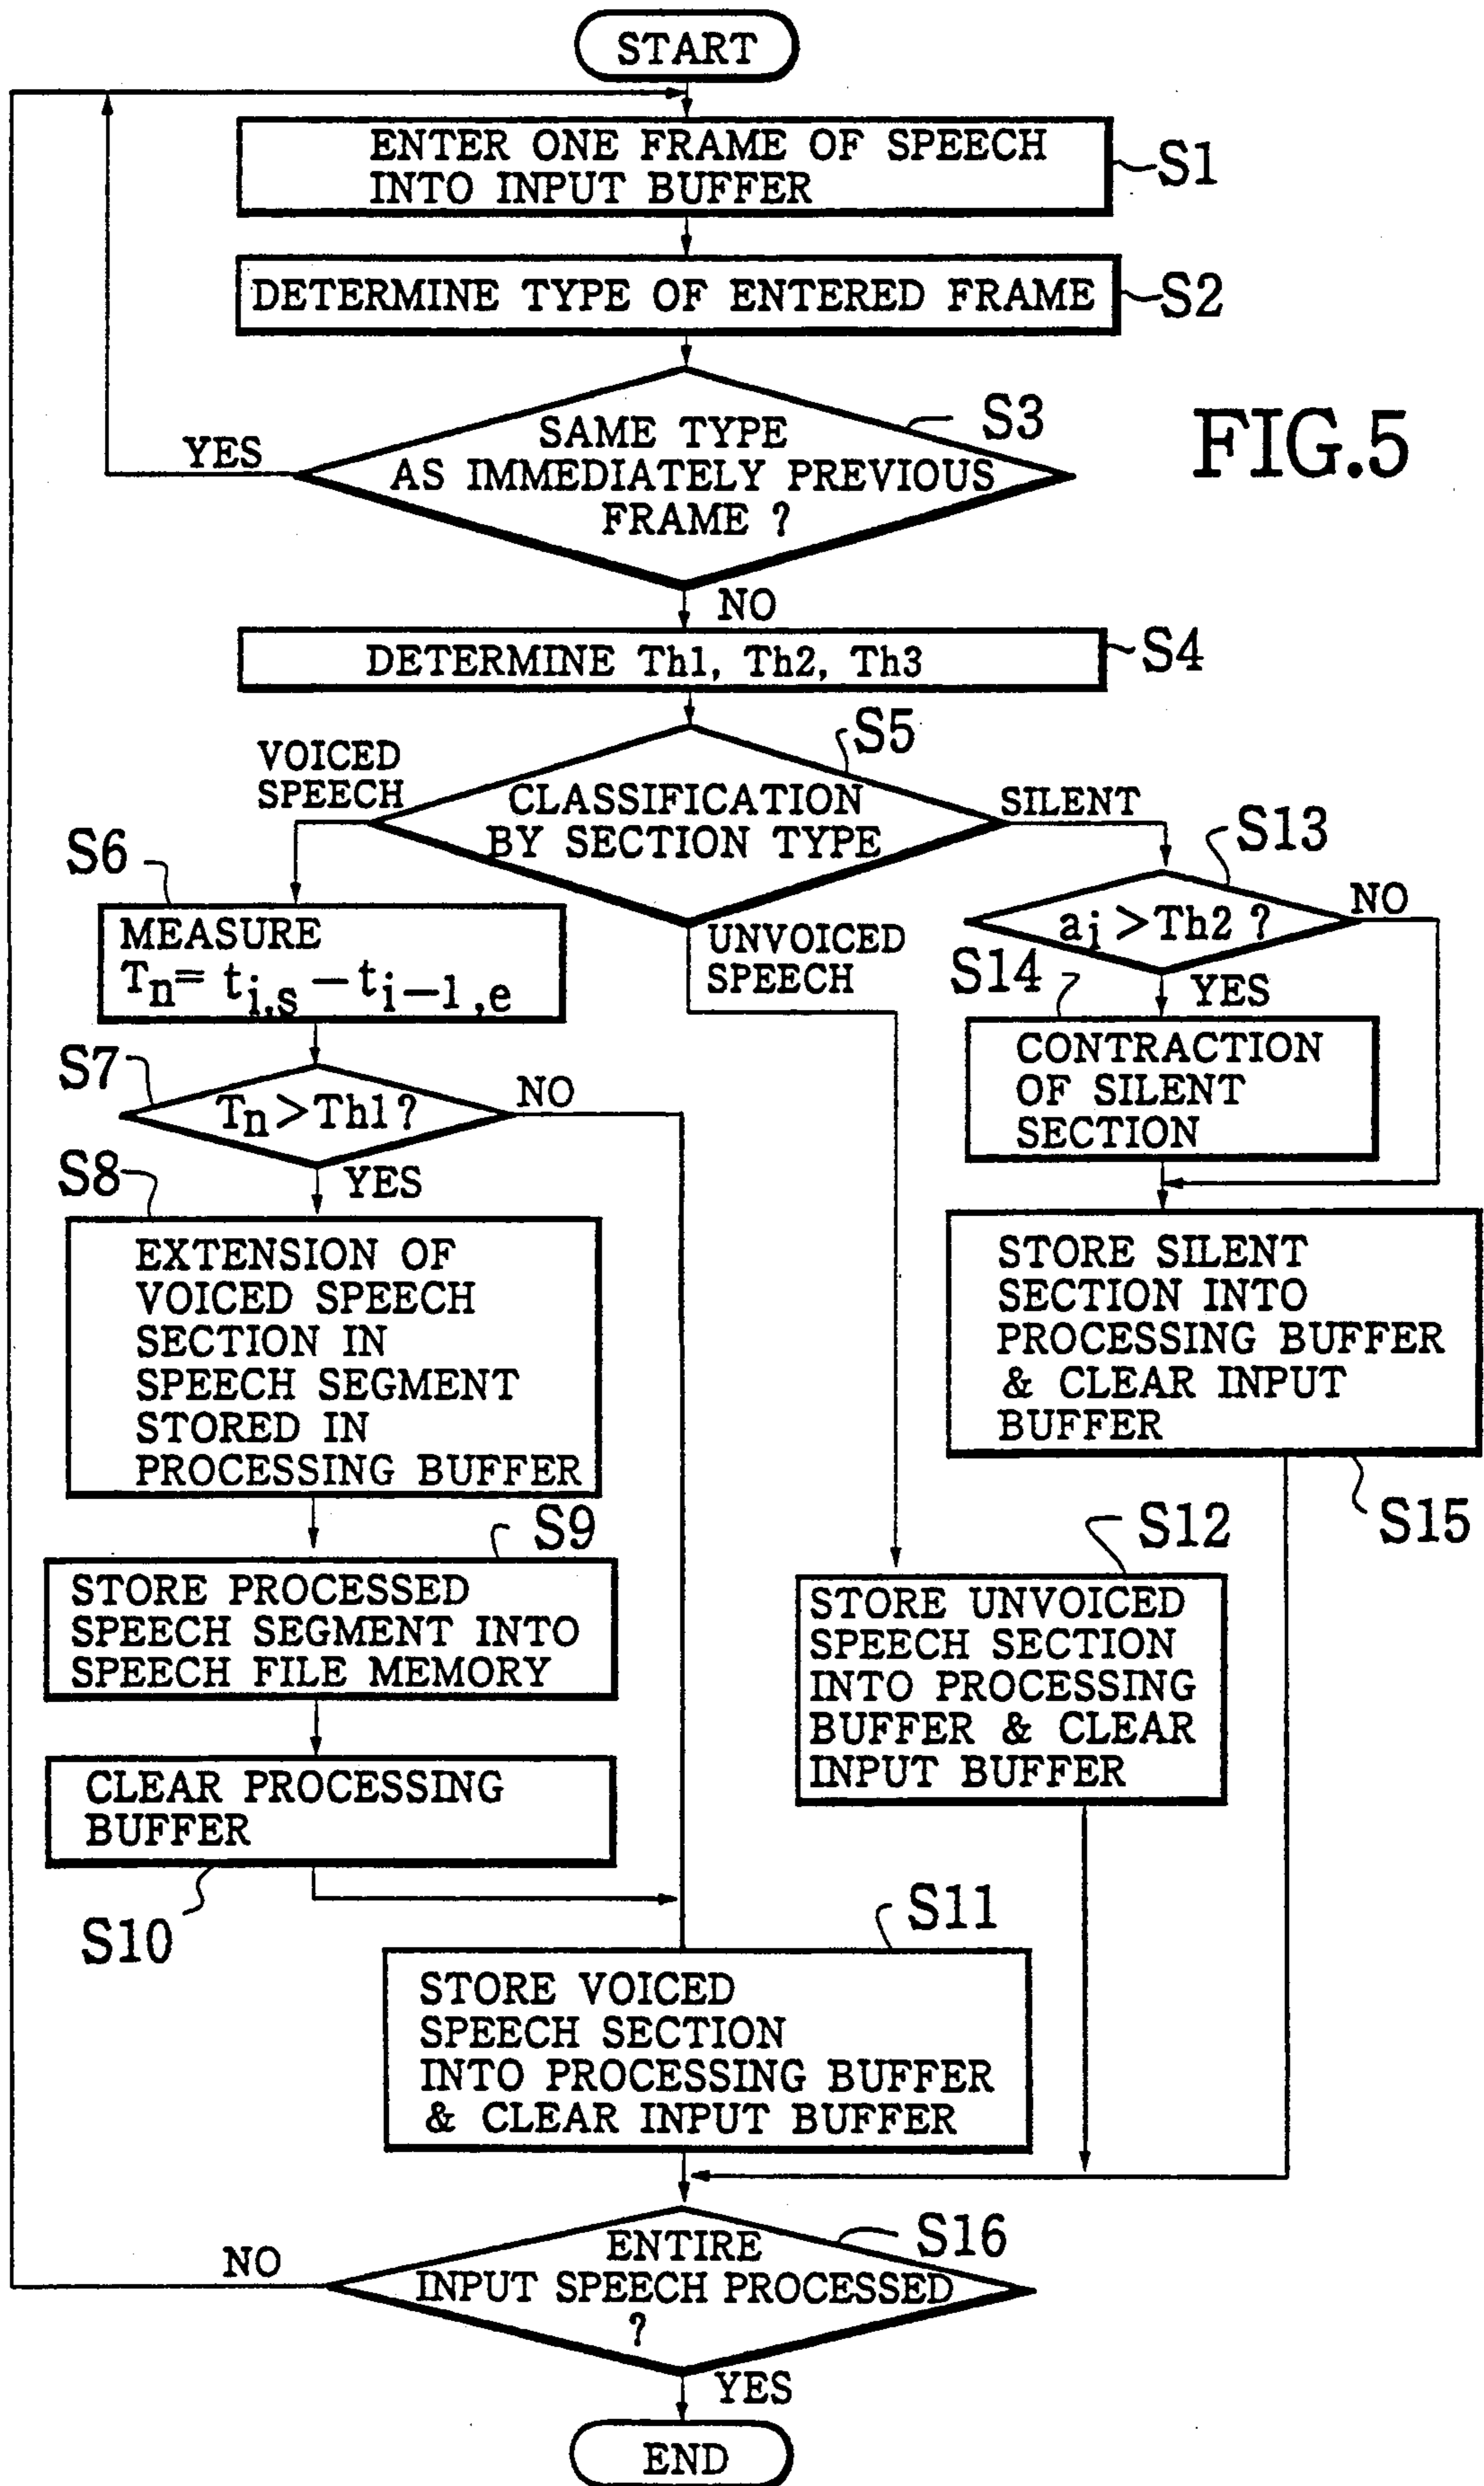 START
ENTER ONE FRAME OF SPEECH
INTO INPUT BUFFER
S1
DETERMINE TYPE OF ENTERED FRAME
S2
SAME TYPE
AS IMMEDIATELY PREVIOUS
FRAME ?
S3
YES
FIG.5
NO
DETERMINE Th1, Th2, Th3
S4
CLASSIFICATION
BY SECTION TYPE
S5
VOICED
SPEECH
SILENT
UNVOICED
SPEECH
S6
MEASURE
Tn= ti,s −ti−1,e
S7
Tn>Th1?
NO
YES
S8
EXTENSION OF
VOICED SPEECH
SECTION IN
SPEECH SEGMENT
STORED IN
PROCESSING BUFFER
S9
STORE PROCESSED
SPEECH SEGMENT INTO
SPEECH FILE MEMORY
CLEAR PROCESSING
BUFFER
S10
S13
aj >Th2 ?
NO
YES
S14
CONTRACTION
OF SILENT
SECTION
STORE SILENT
SECTION INTO
PROCESSING BUFFER
& CLEAR INPUT
BUFFER
S15
S12
STORE UNVOICED
SPEECH SECTION
INTO PROCESSING
BUFFER & CLEAR
INPUT BUFFER
S11
STORE VOICED
SPEECH SECTION
INTO PROCESSING BUFFER
& CLEAR INPUT BUFFER
S16
ENTIRE
INPUT SPEECH PROCESSED
?
NO
YES
END